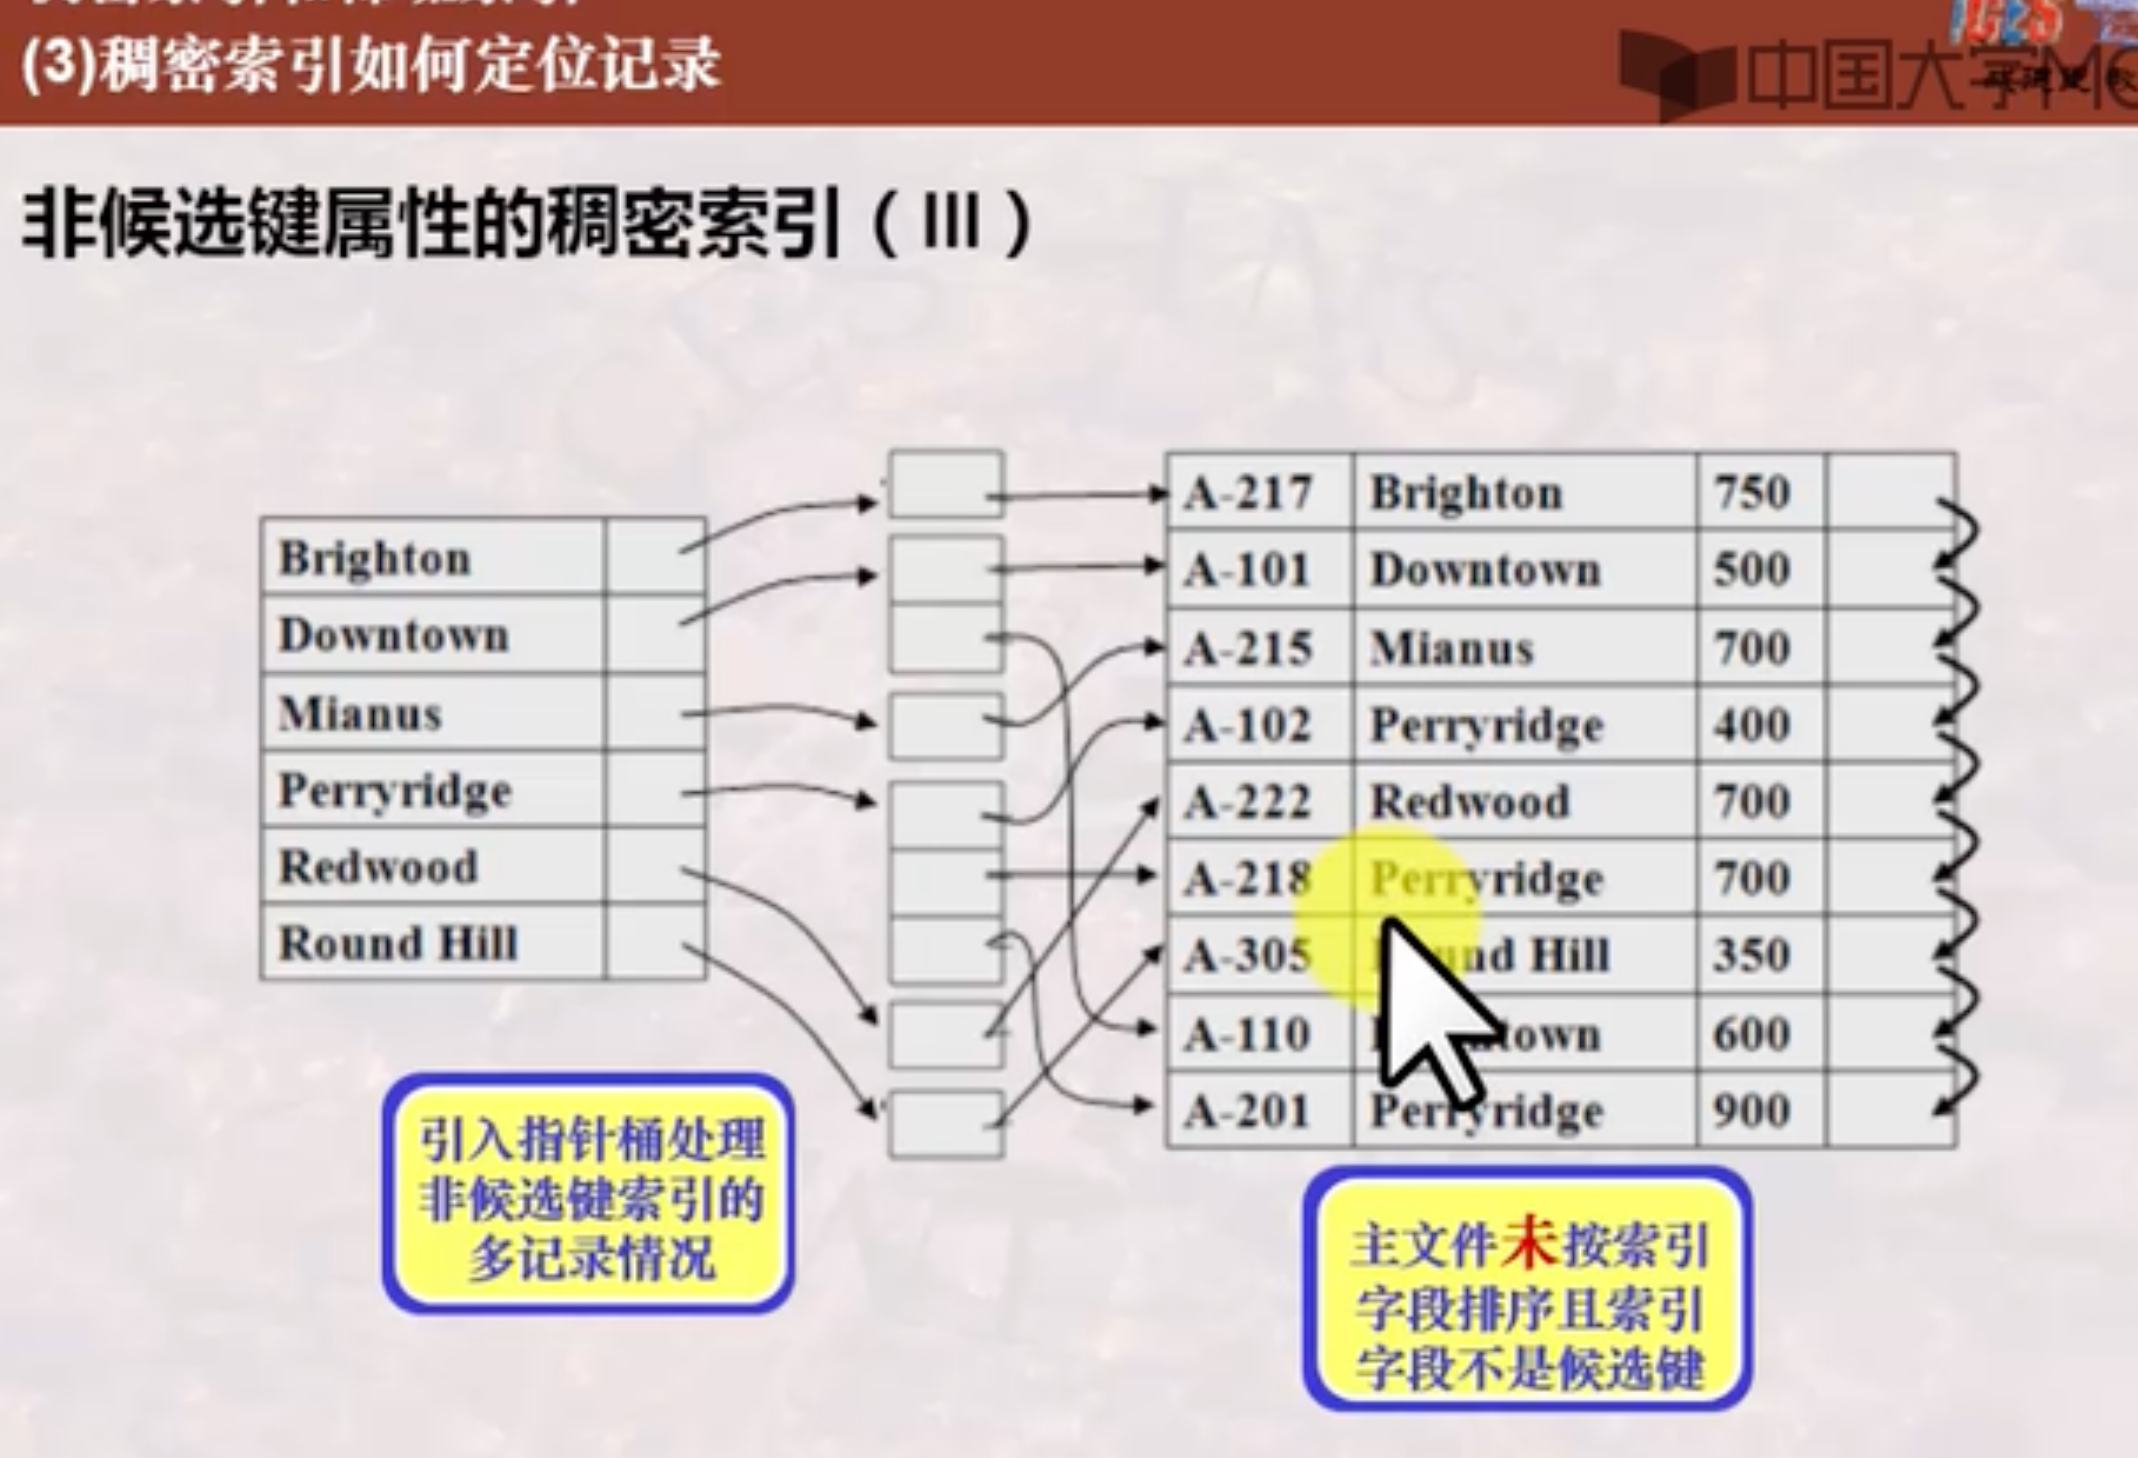 (3)稠密索引如何定位记录
中国大学MO
非候选键属性的稠密索引（III）
Brighton
Downtown
Mianus
Perryridge
Redwood
Round Hill
A-217 Brighton 750
A-101 Downtown 500
A-215 Mianus 700
A-102 Perryridge 400
A-222 Redwood 700
A-218 Perryridge 700
A-305 und Hill 350
A-110 town 600
A-201 Perryridge 900
引入指针桶处理
非候选键索引的
多记录情况
主文件未按索引
字段排序且索引
字段不是候选键